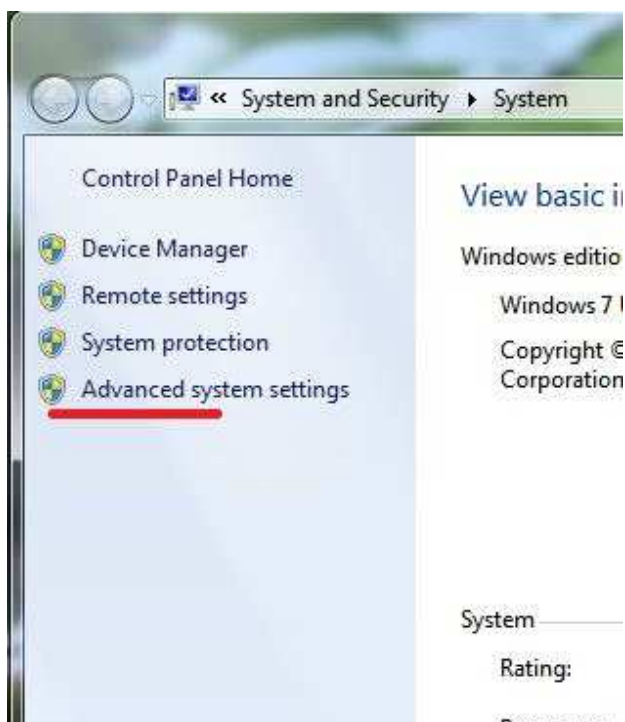 « System and Security ▸ System
Control Panel Home
Device Manager
Remote settings
System protection
Advanced system settings
View basic i
Windows editio
Windows 7
Copyright ©
Corporation
System
Rating: